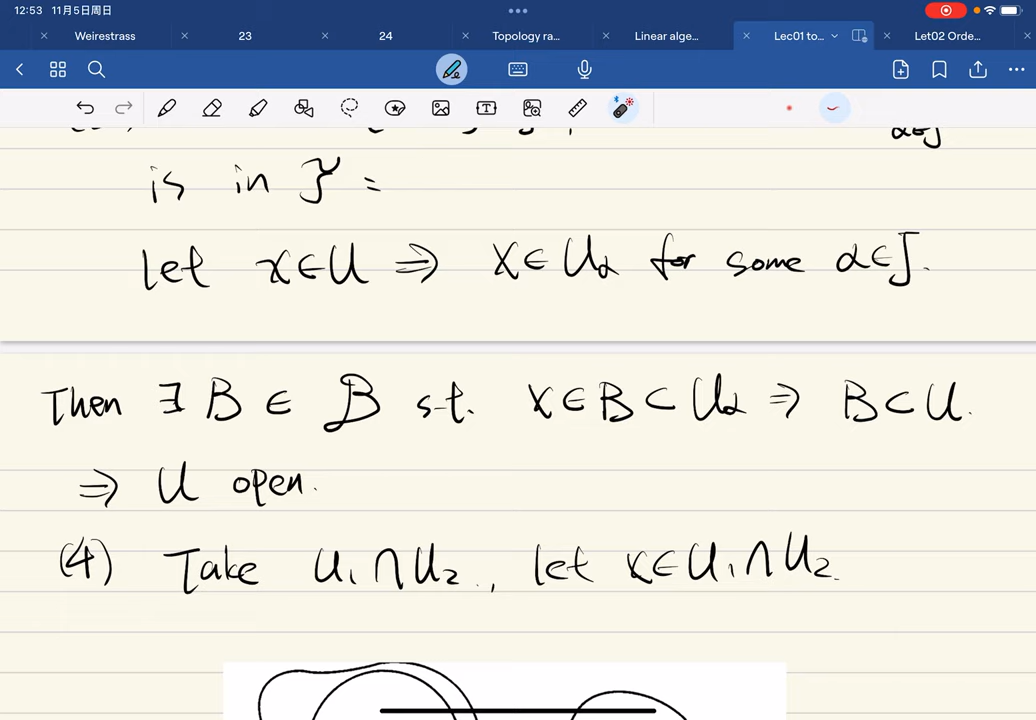 12:53 11月5日周日
Weirestrass 23 24 Topology ra... Linear alge... Lec01 to... Let02 Orde...
is in =
let x∈U ⇒ x∈Uα for some α∈J.
Then ∃ B ∈ ℬ s.t. x∈B⊂Uα ⇒ B⊂U.
⇒ U open.
(4) Take U₁∩U₂, let x∈U₁∩U₂.